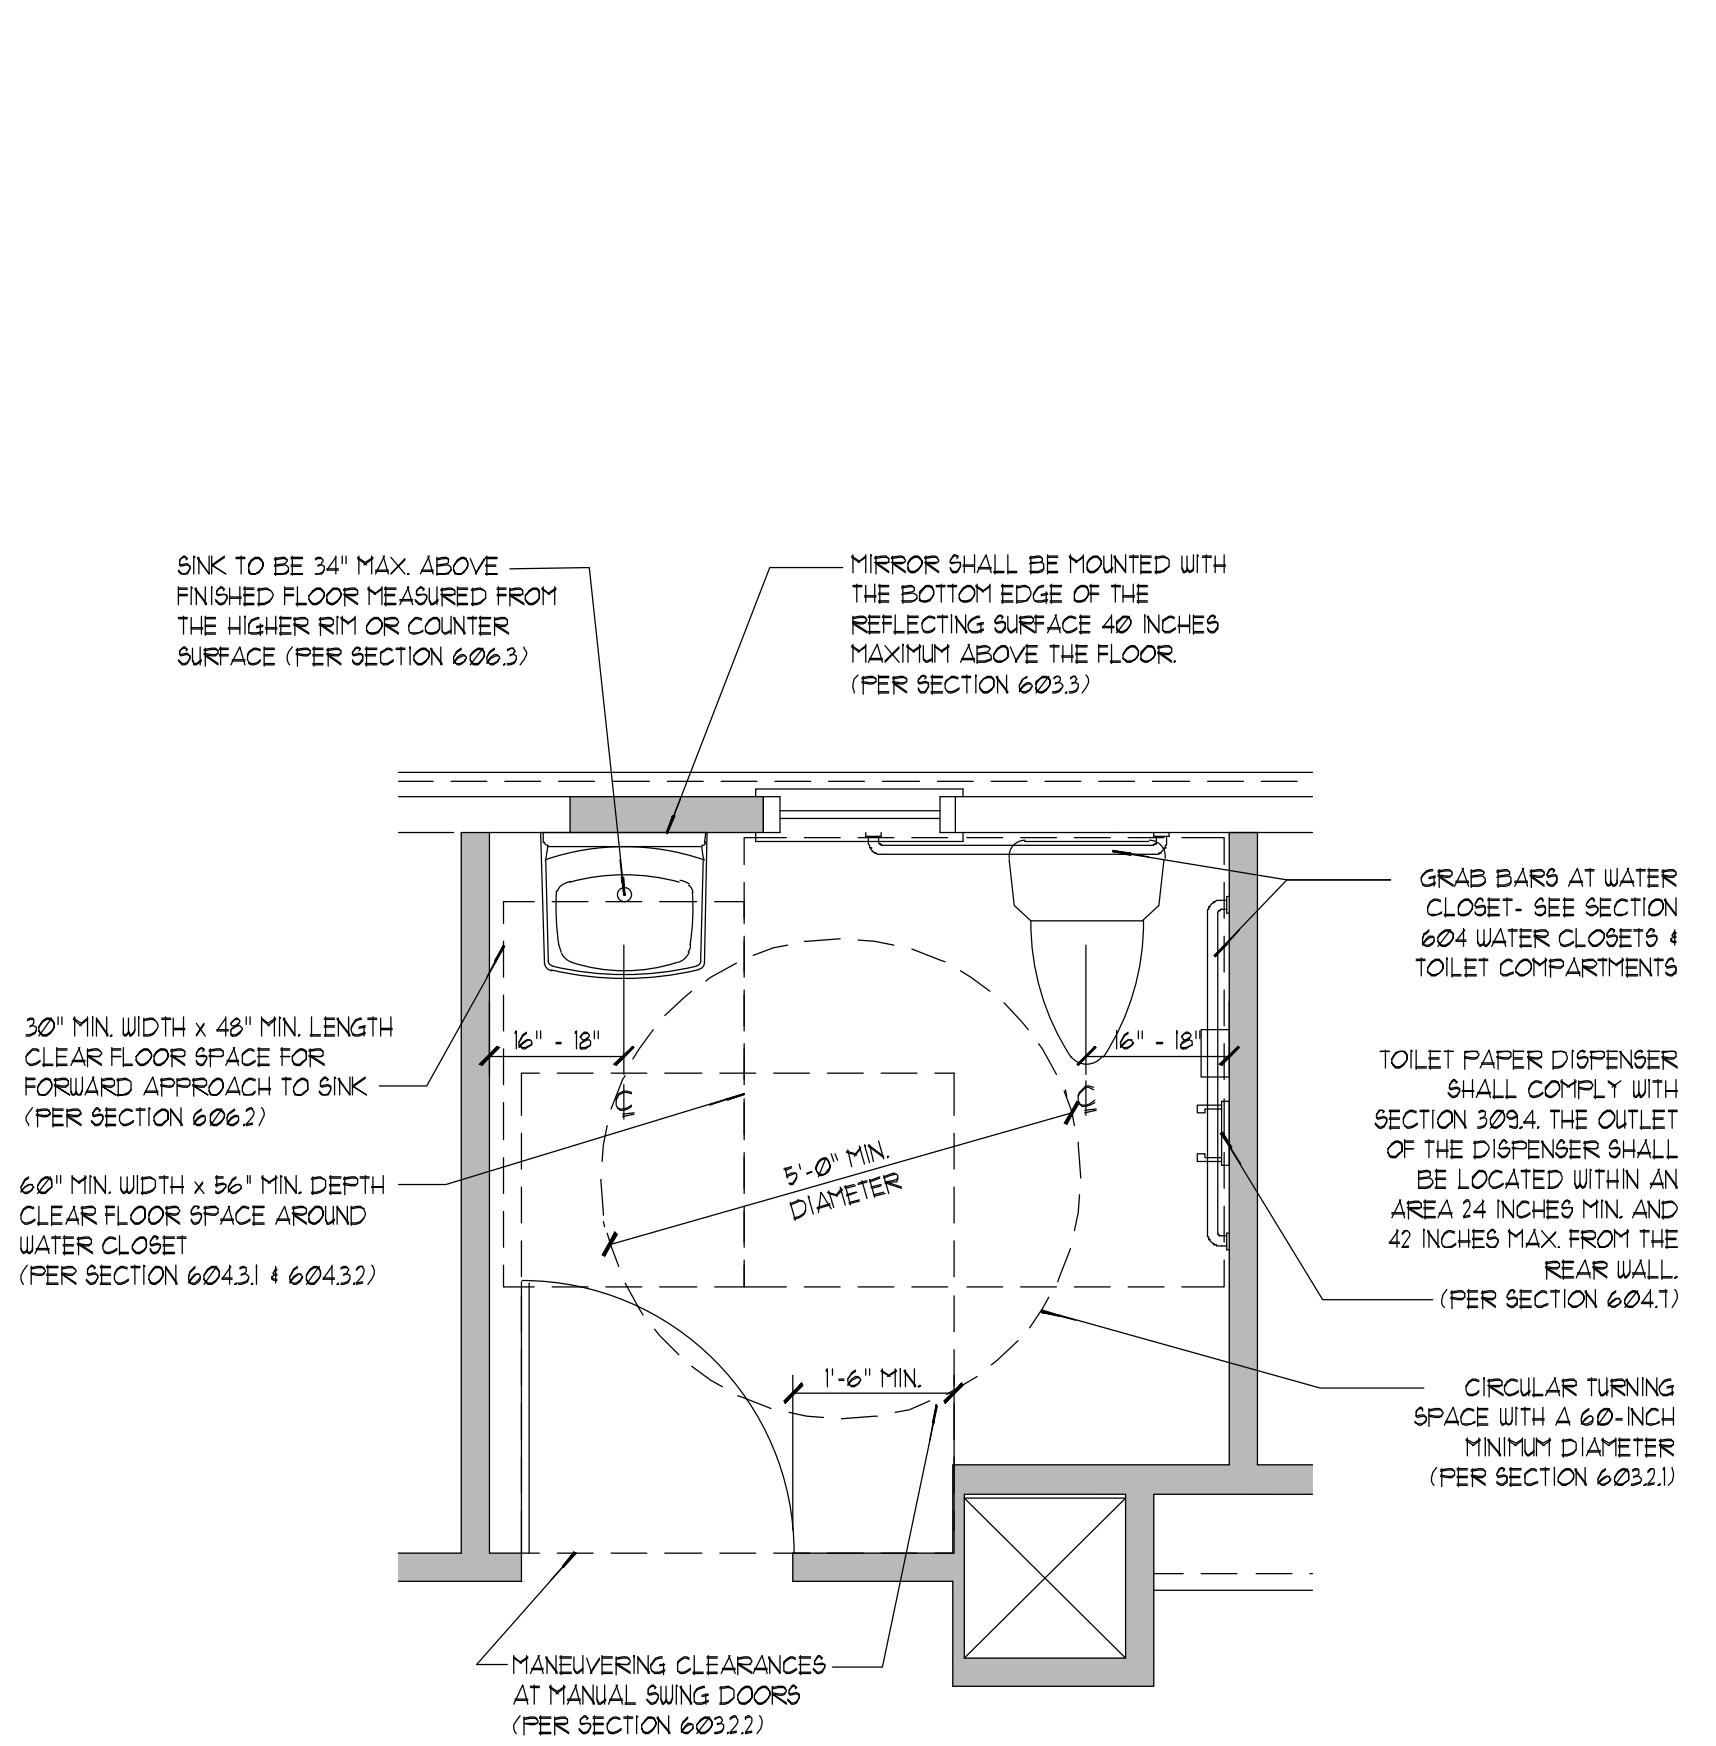 SINK TO BE 34" MAX. ABOVE
FINISHED FLOOR MEASURED FROM
THE HIGHER RIM OR COUNTER
SURFACE (PER SECTION 606.3)
MIRROR SHALL BE MOUNTED WITH
THE BOTTOM EDGE OF THE
REFLECTING SURFACE 40 INCHES
MAXIMUM ABOVE THE FLOOR.
(PER SECTION 603.3)
GRAB BARS AT WATER
CLOSET- SEE SECTION
604 WATER CLOSETS &
TOILET COMPARTMENTS
30" MIN. WIDTH x 48" MIN. LENGTH
CLEAR FLOOR SPACE FOR
FORWARD APPROACH TO SINK
(PER SECTION 606.2)
16" - 18"
16" - 18"
℄
℄
TOILET PAPER DISPENSER
SHALL COMPLY WITH
SECTION 309.4. THE OUTLET
OF THE DISPENSER SHALL
BE LOCATED WITHIN AN
AREA 24 INCHES MIN. AND
42 INCHES MAX. FROM THE
REAR WALL.
(PER SECTION 604.7)
60" MIN. WIDTH x 56" MIN. DEPTH
CLEAR FLOOR SPACE AROUND
WATER CLOSET
(PER SECTION 604.3.1 & 604.3.2)
5'-0" MIN.
DIAMETER
1'-6" MIN.
CIRCULAR TURNING
SPACE WITH A 60-INCH
MINIMUM DIAMETER
(PER SECTION 603.2.1)
MANEUVERING CLEARANCES
AT MANUAL SWING DOORS
(PER SECTION 603.2.2)